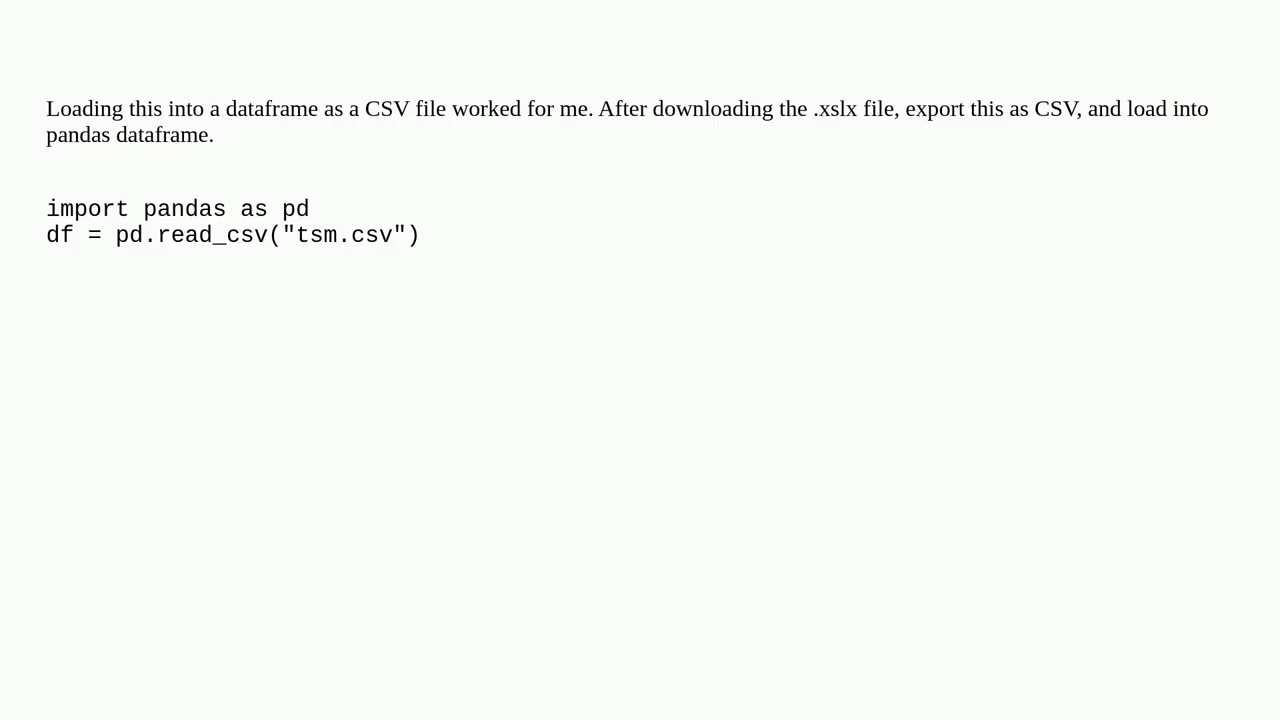 Loading this into a dataframe as a CSV file worked for me. After downloading the .xslx file, export this as CSV, and load into
pandas dataframe.
import pandas as pd
df = pd.read_csv("tsm.csv")